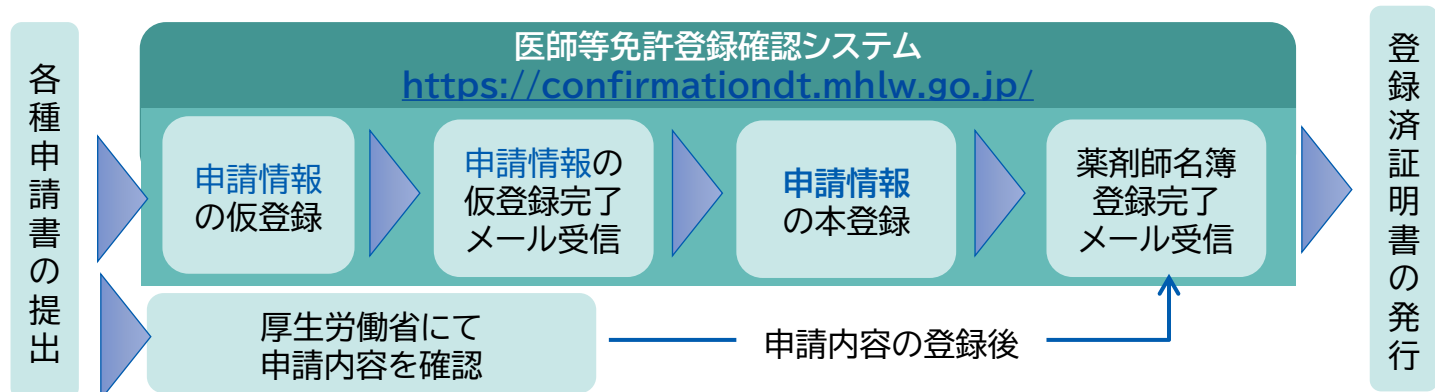 各種申請書の提出
医師等免許登録確認システム
https://confirmationdt.mhlw.go.jp/
申請情報
の仮登録
申請情報の
仮登録完了
メール受信
申請情報
の本登録
薬剤師名簿
登録完了
メール受信
厚生労働省にて
申請内容を確認
申請内容の登録後
登録済証明書の発行